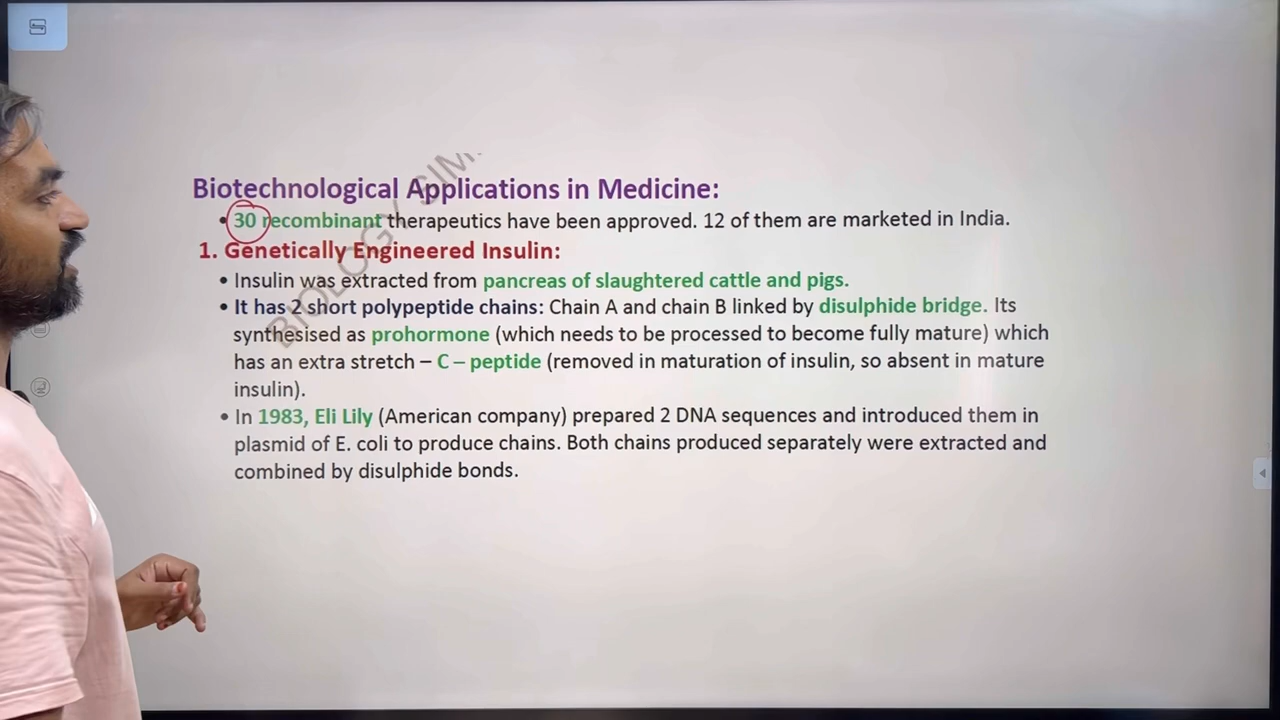 Biotechnological Applications in Medicine:
• 30 recombinant therapeutics have been approved. 12 of them are marketed in India.
1. Genetically Engineered Insulin:
• Insulin was extracted from pancreas of slaughtered cattle and pigs.
• It has 2 short polypeptide chains: Chain A and chain B linked by disulphide bridge. Its
synthesised as prohormone (which needs to be processed to become fully mature) which
has an extra stretch – C – peptide (removed in maturation of insulin, so absent in mature
insulin).
• In 1983, Eli Lily (American company) prepared 2 DNA sequences and introduced them in
plasmid of E. coli to produce chains. Both chains produced separately were extracted and
combined by disulphide bonds.
BIOLOGY